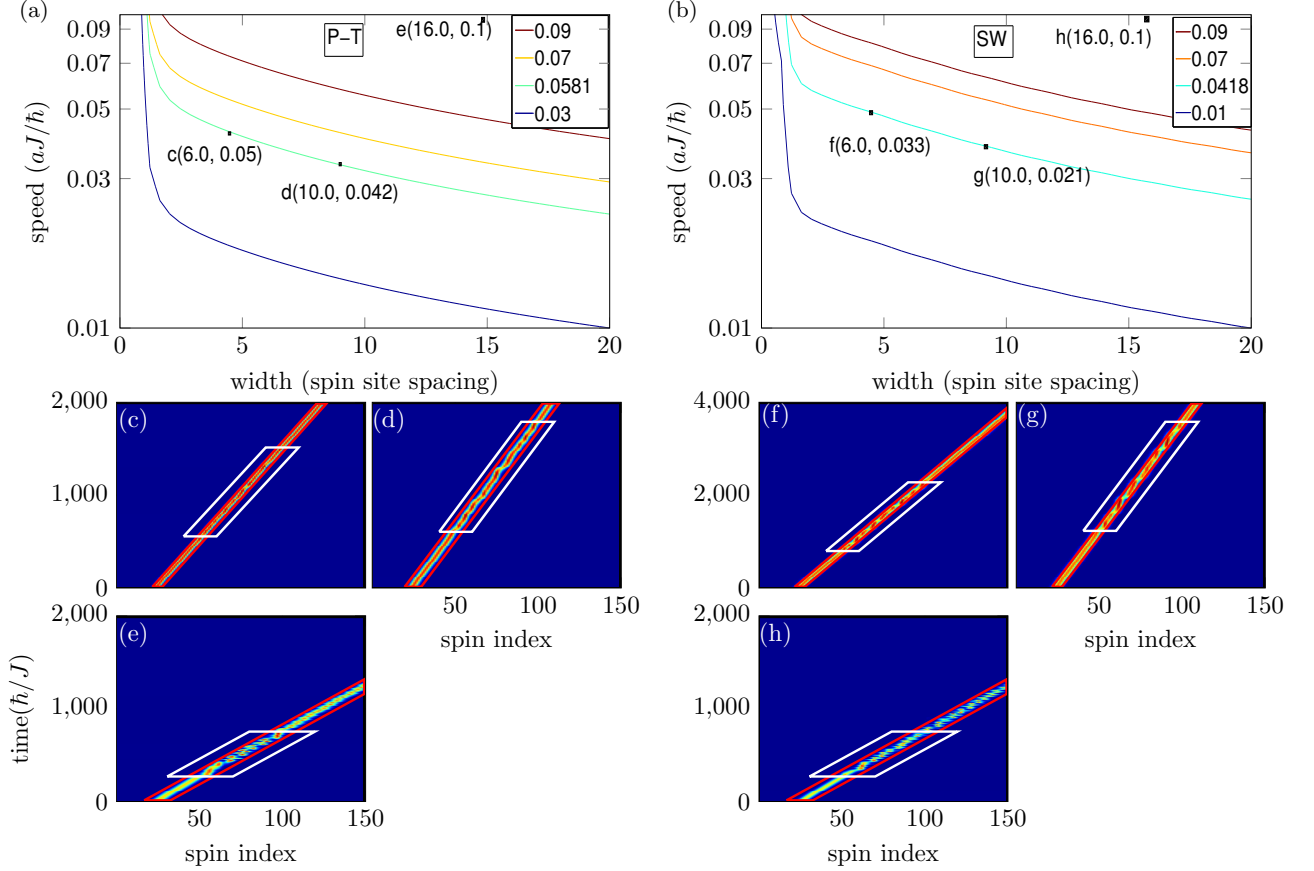 (a)
speed (aJ/ħ)
0.09
0.07
0.05
0.03
0.01
P-T
e(16.0, 0.1)
0.09
0.07
0.0581
0.03
c(6.0, 0.05)
d(10.0, 0.042)
0
5
10
15
20
width (spin site spacing)
(b)
speed (aJ/ħ)
0.09
0.07
0.05
0.03
0.01
SW
h(16.0, 0.1)
0.09
0.07
0.0418
0.01
f(6.0, 0.033)
g(10.0, 0.021)
0
5
10
15
20
width (spin site spacing)
2,000
1,000
0
(c)
(d)
50
100
150
spin index
4,000
2,000
0
(f)
(g)
50
100
150
spin index
time(ħ/J)
2,000
1,000
0
(e)
50
100
150
spin index
2,000
1,000
0
(h)
50
100
150
spin index